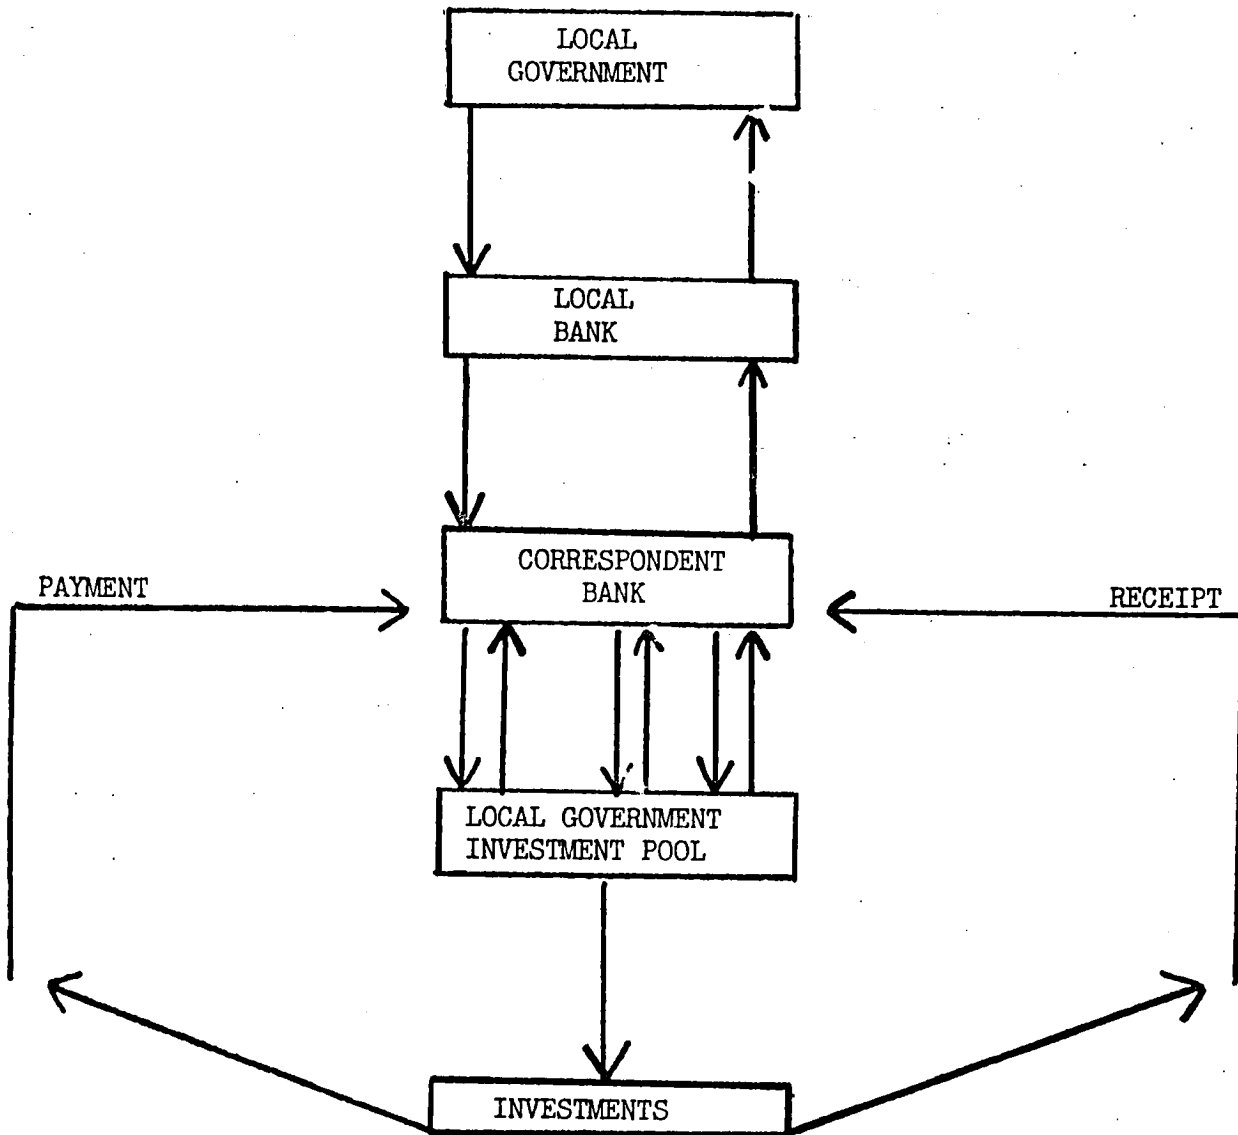 LOCAL
GOVERNMENT
LOCAL
BANK
CORRESPONDENT
BANK
PAYMENT
RECEIPT
LOCAL GOVERNMENT
INVESTMENT POOL
INVESTMENTS